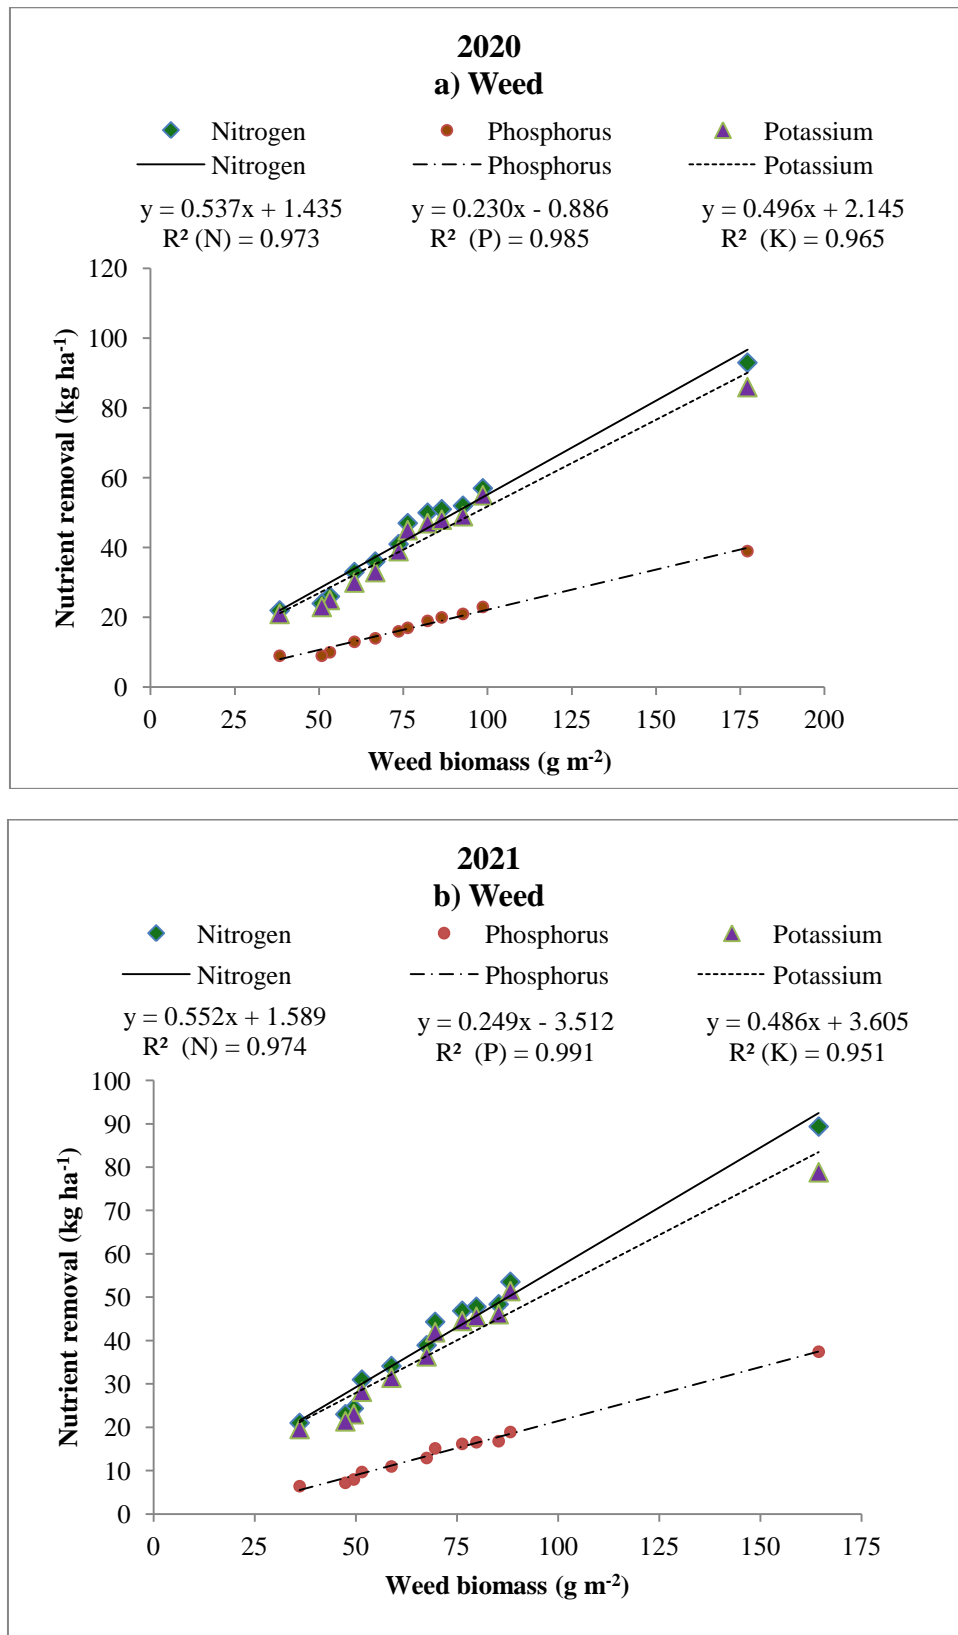 2020
a) Weed
Nitrogen Phosphorus Potassium
Nitrogen Phosphorus Potassium
y = 0.537x + 1.435 y = 0.230x - 0.886 y = 0.496x + 2.145
R² (N) = 0.973 R² (P) = 0.985 R² (K) = 0.965
120
100
80
60
40
20
0
Nutrient removal (kg ha⁻¹)
0 25 50 75 100 125 150 175 200
Weed biomass (g m⁻²)
2021
b) Weed
Nitrogen Phosphorus Potassium
Nitrogen Phosphorus Potassium
y = 0.552x + 1.589 y = 0.249x - 3.512 y = 0.486x + 3.605
R² (N) = 0.974 R² (P) = 0.991 R² (K) = 0.951
100
90
80
70
60
50
40
30
20
10
0
Nutrient removal (kg ha⁻¹)
0 25 50 75 100 125 150 175
Weed biomass (g m⁻²)